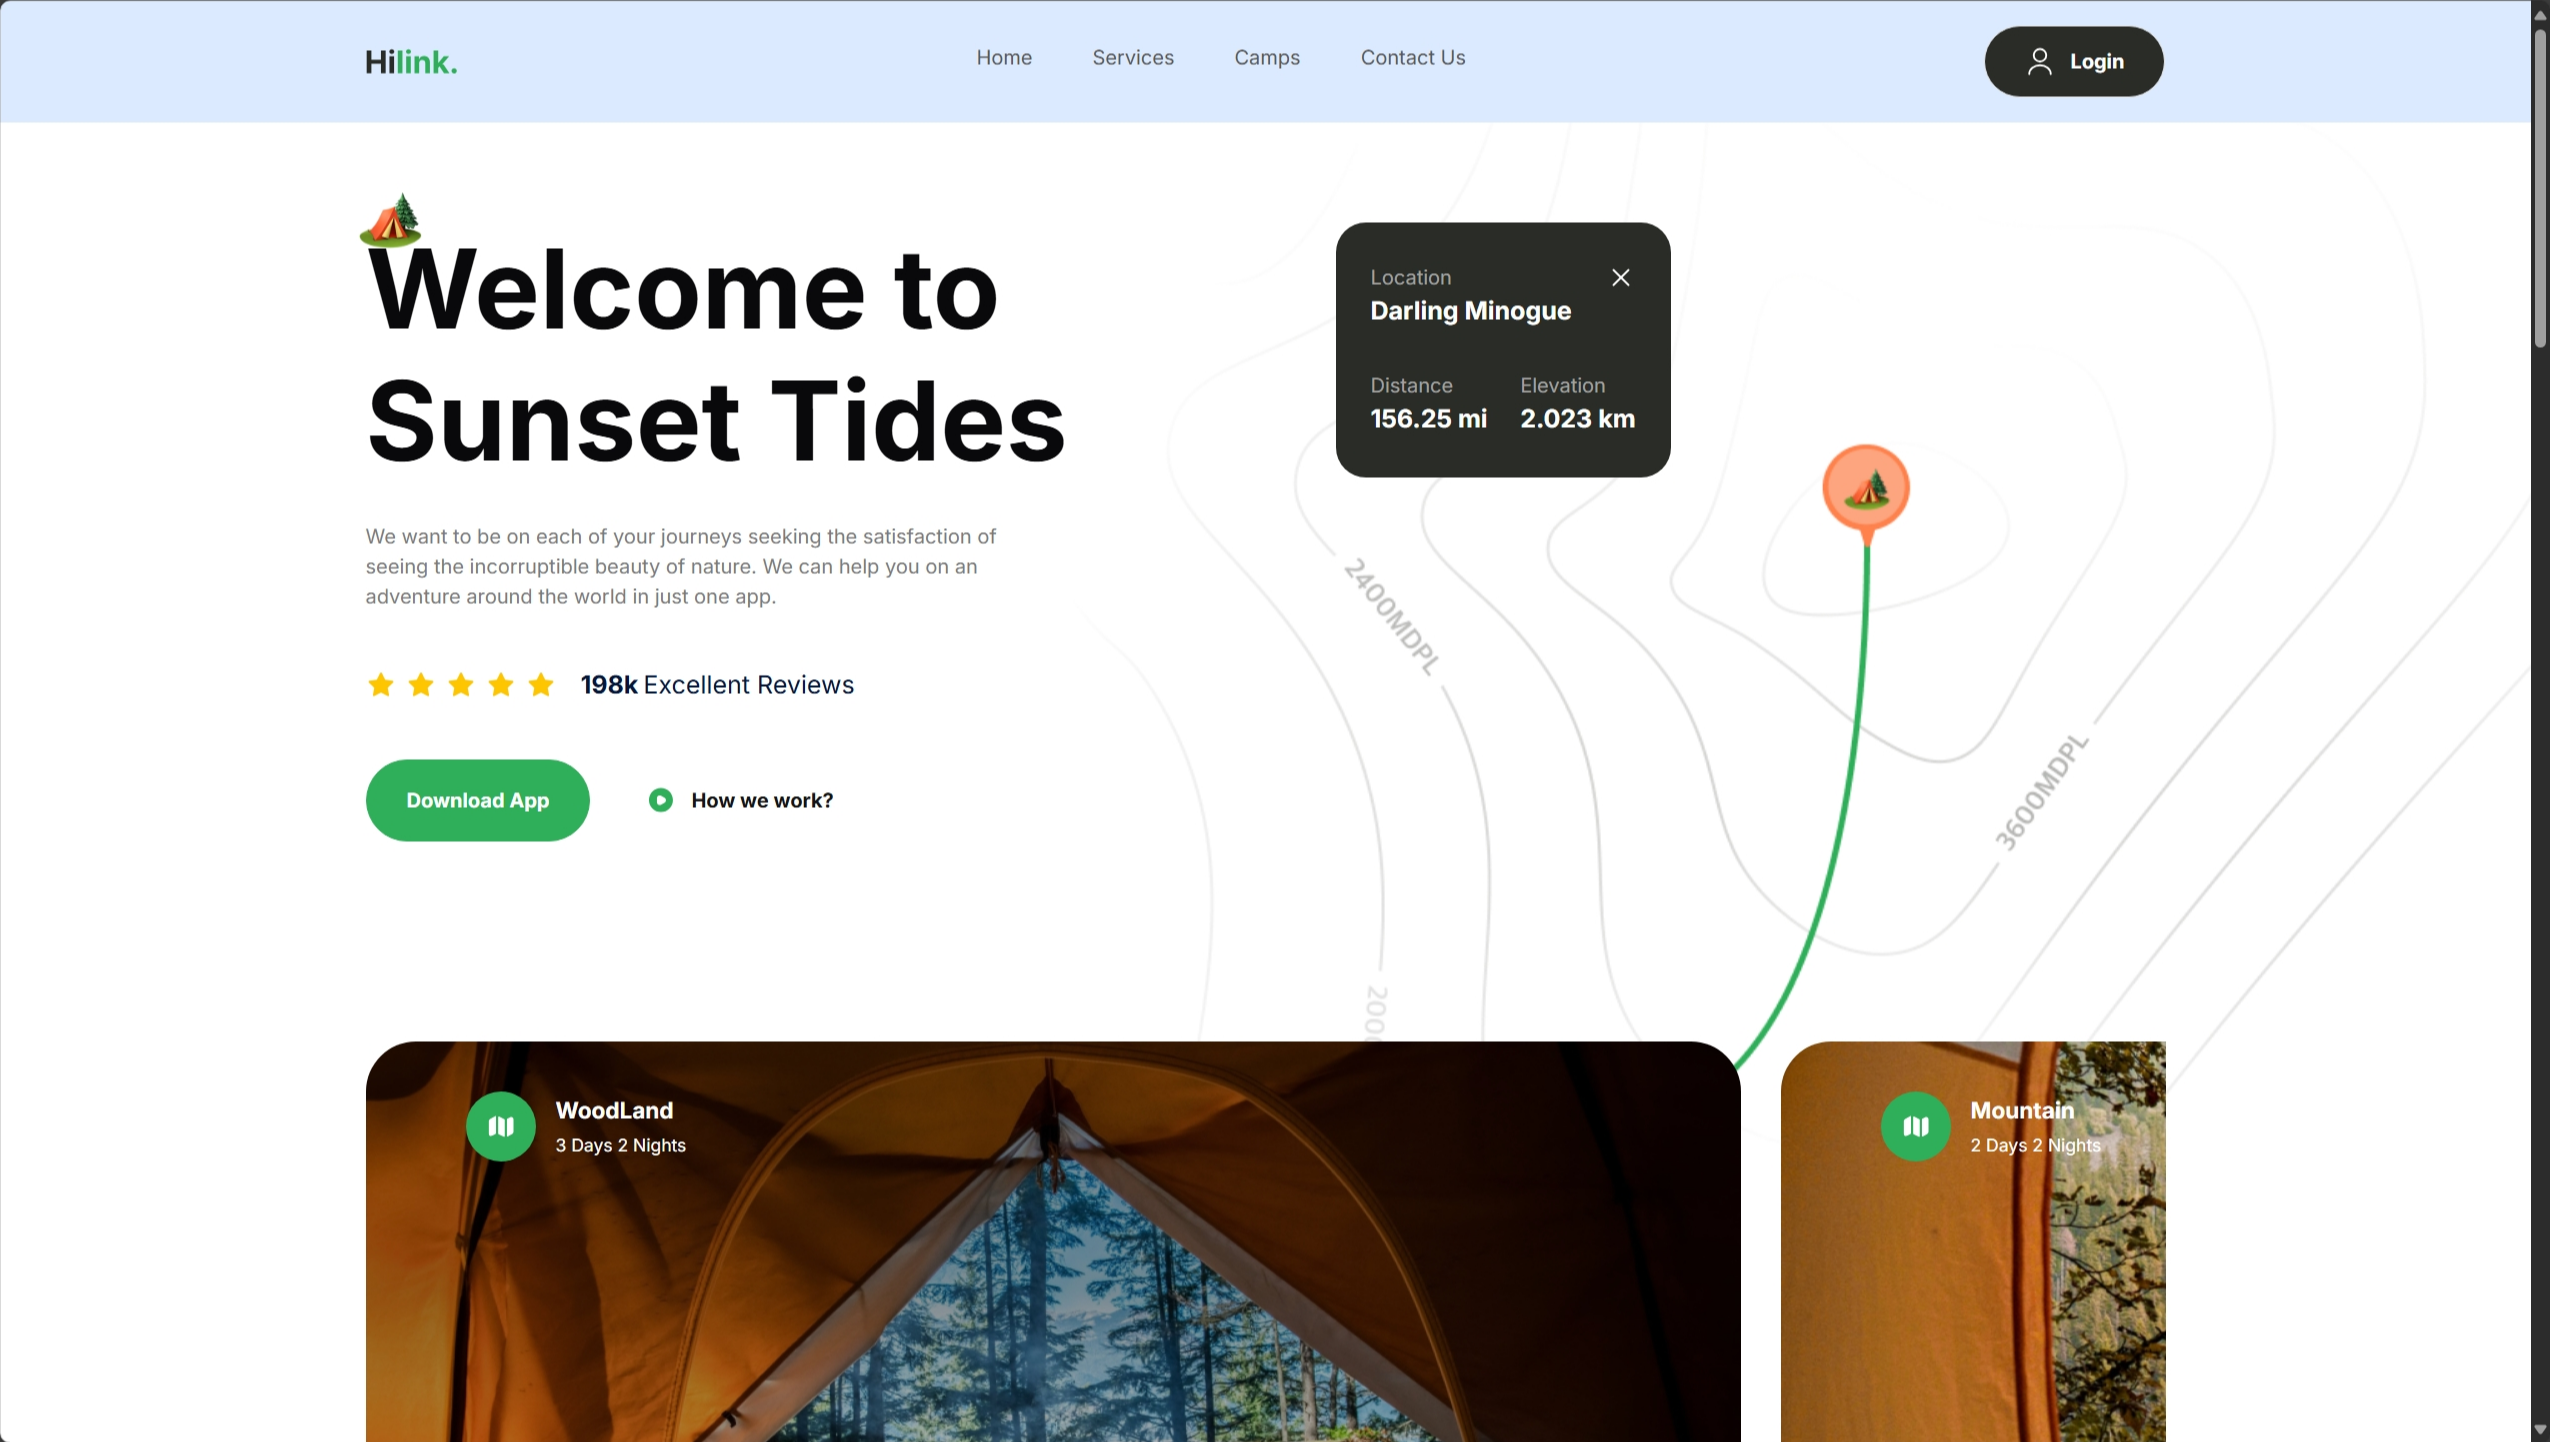 Hilink.
Home
Services
Camps
Contact Us
Login
Welcome to
Sunset Tides
We want to be on each of your journeys seeking the satisfaction of
seeing the incorruptible beauty of nature. We can help you on an
adventure around the world in just one app.
198k Excellent Reviews
Download App
How we work?
Location
Darling Minogue
Distance
Elevation
156.25 mi
2.023 km
2400MDPL
3600MDPL
WoodLand
3 Days 2 Nights
Mountain
2 Days 2 Nights